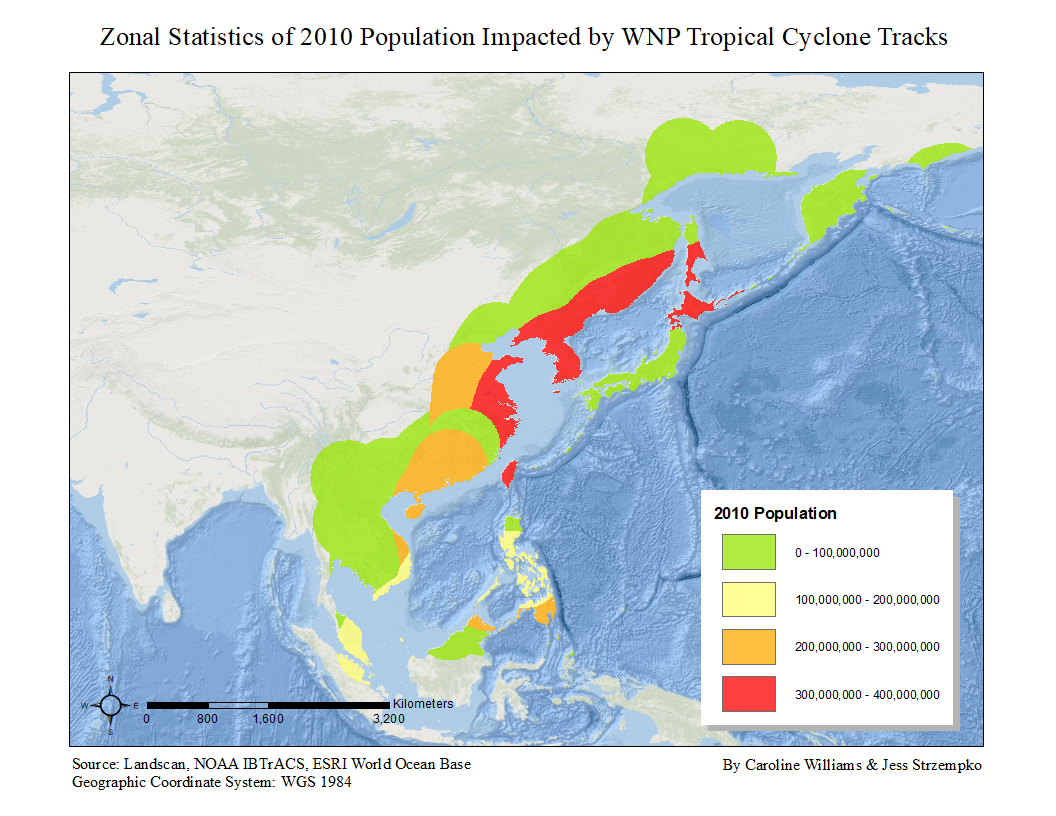 Zonal Statistics of 2010 Population Impacted by WNP Tropical Cyclone Tracks
2010 Population
0 - 100,000,000
100,000,000 - 200,000,000
200,000,000 - 300,000,000
300,000,000 - 400,000,000
N
W E
S
Kilometers
0 800 1,600 3,200
Source: Landscan, NOAA IBTrACS, ESRI World Ocean Base
Geographic Coordinate System: WGS 1984
By Caroline Williams & Jess Strzempko